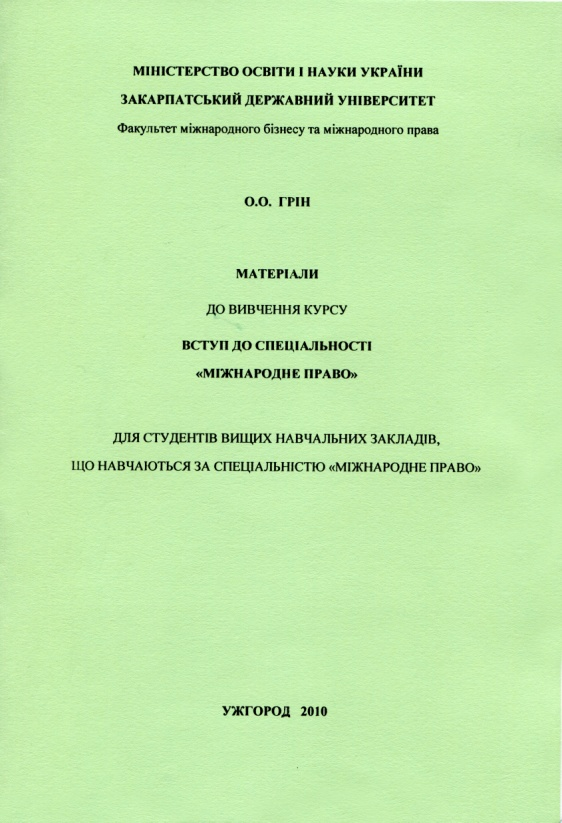 МІНІСТЕРСТВО ОСВІТИ І НАУКИ УКРАЇНИ
ЗАКАРПАТСЬКИЙ ДЕРЖАВНИЙ УНІВЕРСИТЕТ
Факультет міжнародного бізнесу та міжнародного права
О.О. ГРІН
МАТЕРІАЛИ
ДО ВИВЧЕННЯ КУРСУ
ВСТУП ДО СПЕЦІАЛЬНОСТІ
«МІЖНАРОДНЕ ПРАВО»
ДЛЯ СТУДЕНТІВ ВИЩИХ НАВЧАЛЬНИХ ЗАКЛАДІВ,
ЩО НАВЧАЮТЬСЯ ЗА СПЕЦІАЛЬНІСТЮ «МІЖНАРОДНЕ ПРАВО»
УЖГОРОД 2010